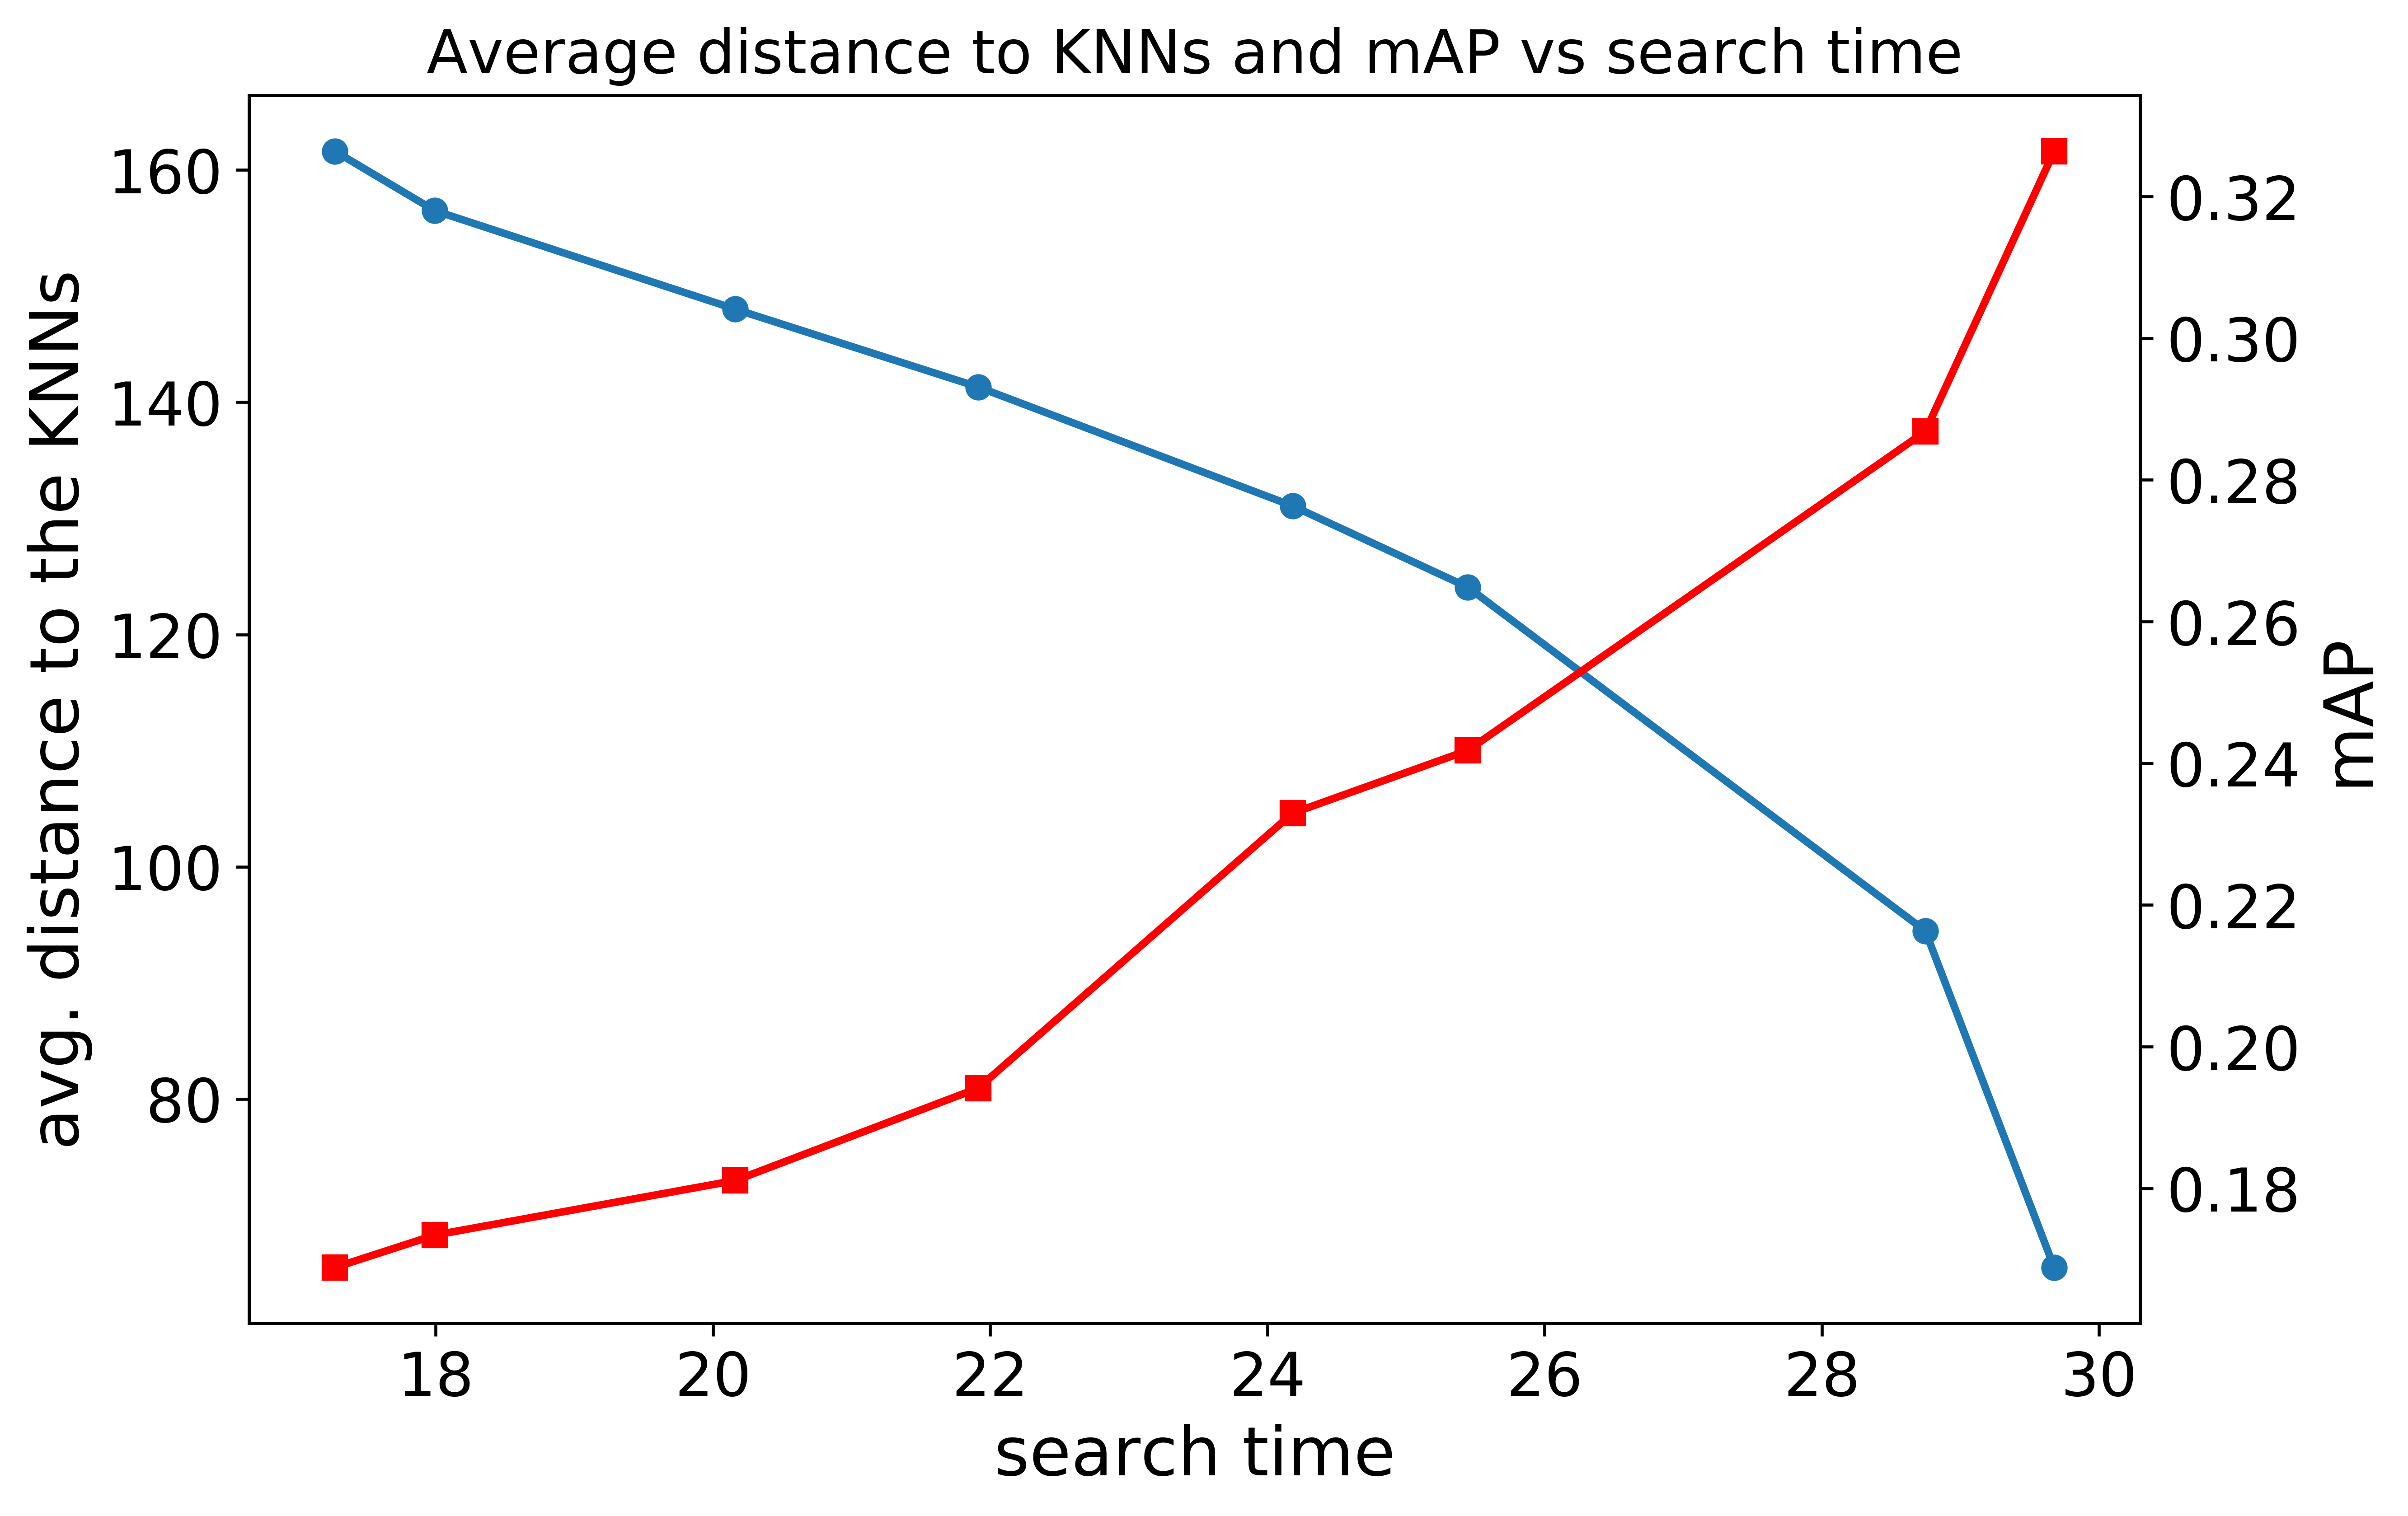 Average distance to KNNs and mAP vs search time
avg. distance to the KNNs
160
140
120
100
80
0.32
0.30
0.28
0.26
0.24
0.22
0.20
0.18
mAP
18 20 22 24 26 28 30
search time